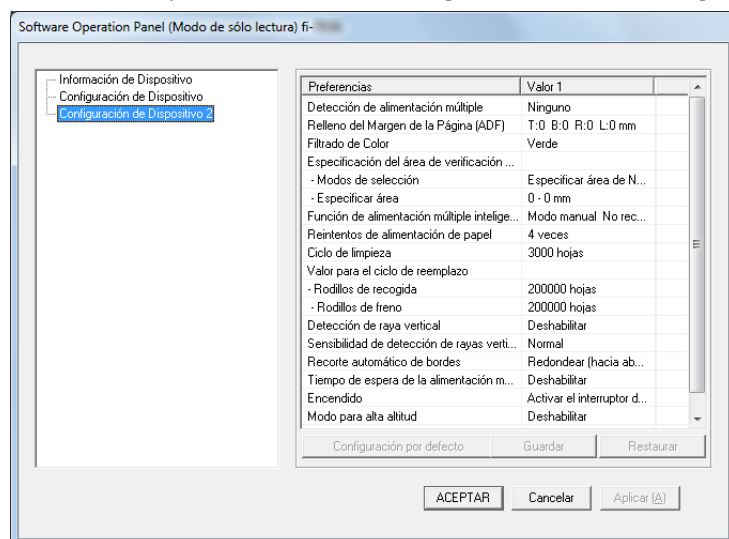 Software Operation Panel (Modo de sólo lectura) fi-
Información de Dispositivo
Configuración de Dispositivo
Configuración de Dispositivo 2
Preferencias Valor 1
Detección de alimentación múltiple Ninguno
Relleno del Margen de la Página (ADF) T:0 B:0 R:0 L:0 mm
Filtrado de Color Verde
Especificación del área de verificación ...
- Modos de selección Especificar área de N...
- Especificar área 0 - 0 mm
Función de alimentación múltiple intelige... Modo manual No rec...
Reintentos de alimentación de papel 4 veces
Ciclo de limpieza 3000 hojas
Valor para el ciclo de reemplazo
- Rodillos de recogida 200000 hojas
- Rodillos de freno 200000 hojas
Detección de raya vertical Deshabilitar
Sensibilidad de detección de rayas verti... Normal
Recorte automático de bordes Redondear (hacia ab...
Tiempo de espera de la alimentación m... Deshabilitar
Encendido Activar el interruptor d...
Modo para alta altitud Deshabilitar
Configuración por defecto Guardar Restaurar
ACEPTAR Cancelar Aplicar (A)